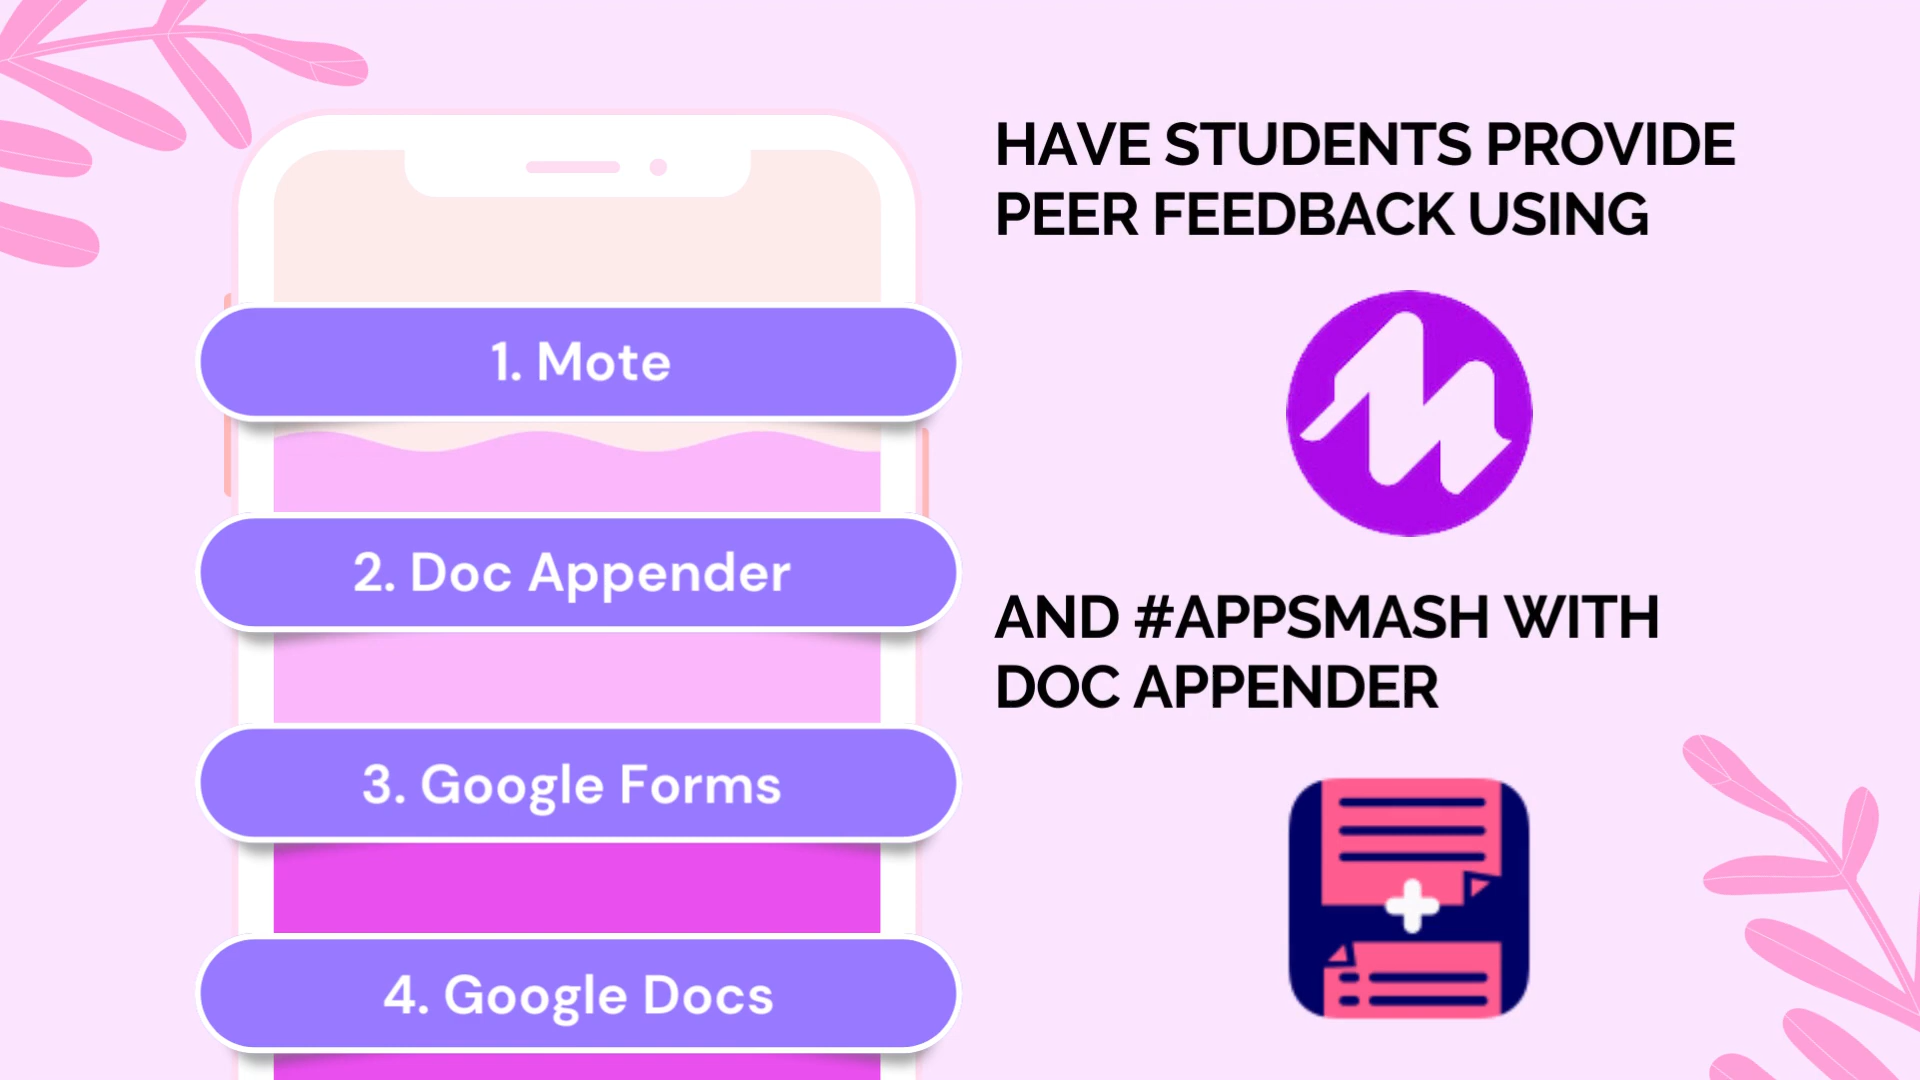 1. Mote
2. Doc Appender
3. Google Forms
4. Google Docs
HAVE STUDENTS PROVIDE
PEER FEEDBACK USING
AND #APPSMASH WITH
DOC APPENDER